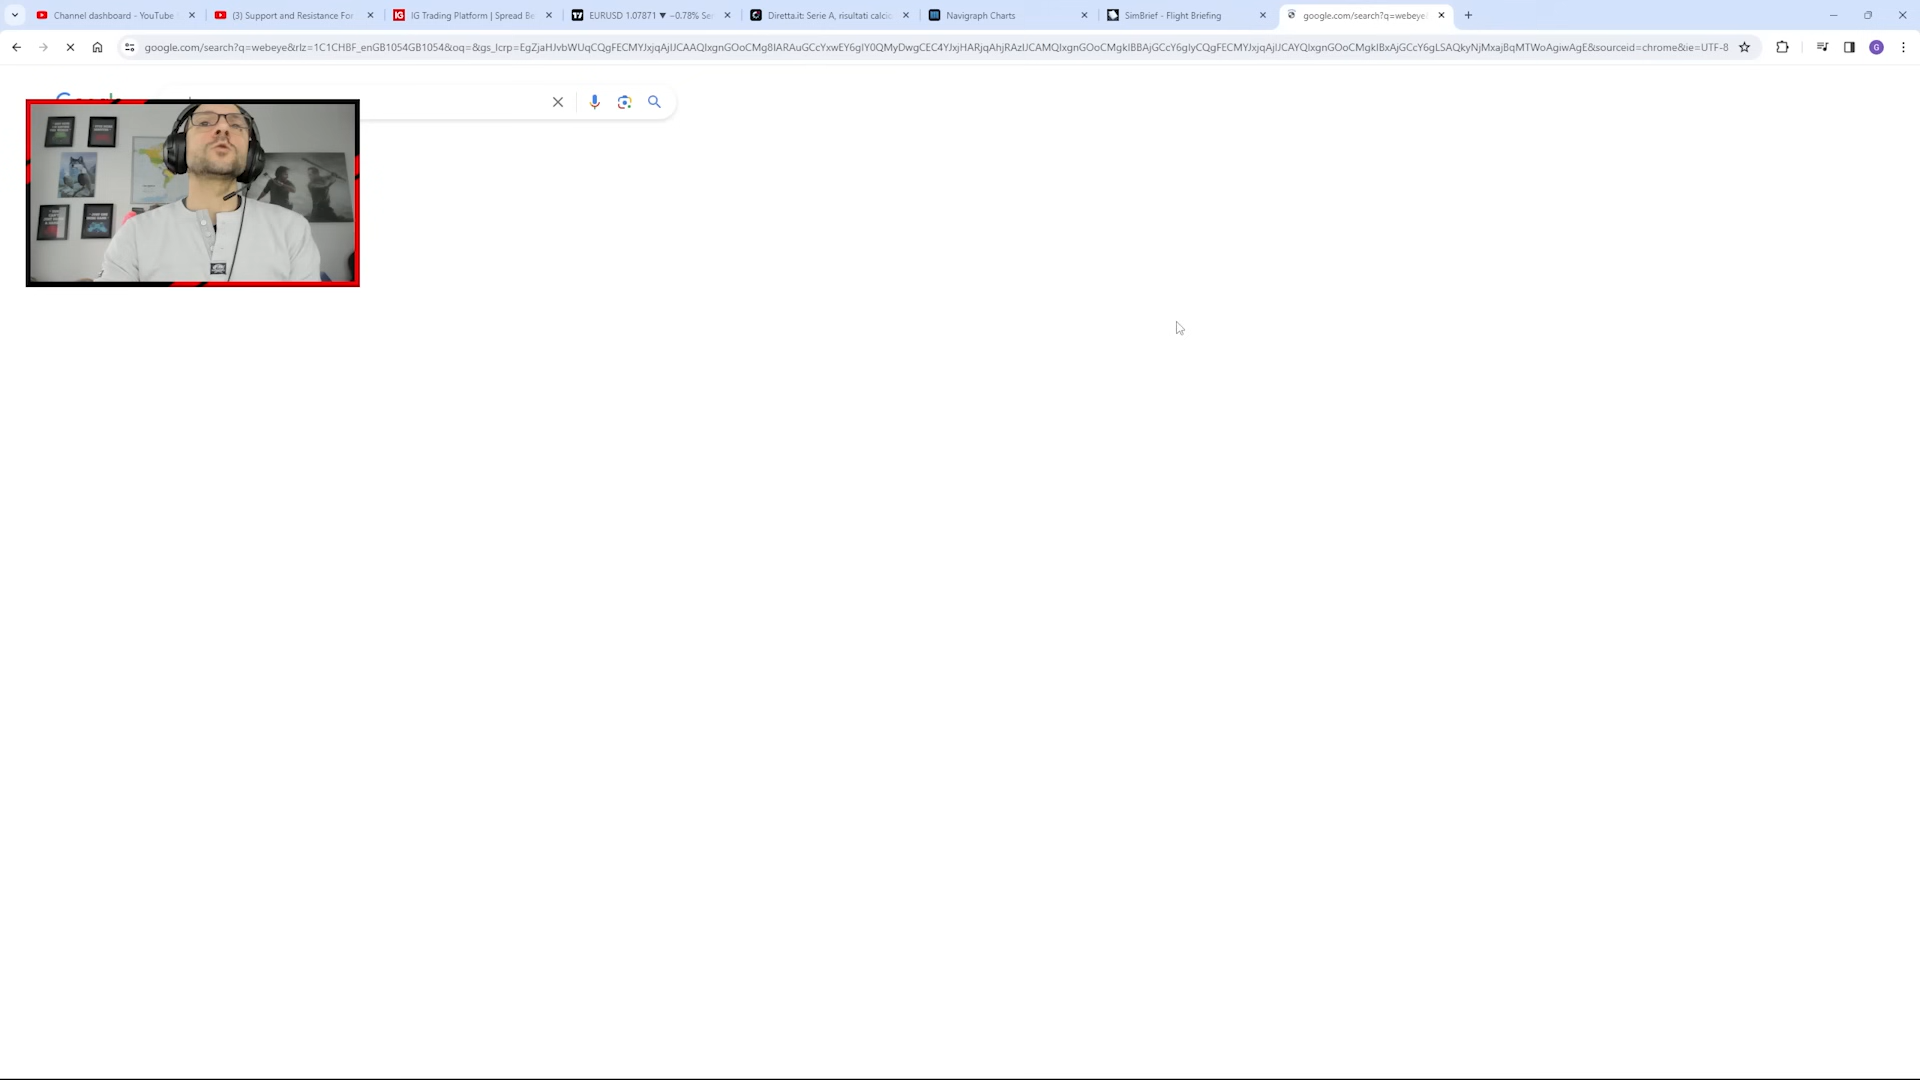 Channel dashboard - YouTube
(3) Support and Resistance For
IG Trading Platform | Spread Be
EURUSD 1.07871 ▼ −0.78% Se
Diretta.it: Serie A, risultati calcio
Navigraph Charts
SimBrief - Flight Briefing
google.com/search?q=webeye
google.com/search?q=webeye&rlz=1C1CHBF_enGB1054GB1054&oq=&gs_lcrp=EgZjaHJvbWUqCQgFECMYJxjqAjIJCAAQIxgnGOoCMg8IARAuGCcYxwEY6gIY0QMyDwgCEC4YJxjHARjqAhjRAzIJCAMQIxgnGOoCMgkIBBAjGCcY6gIyCQgFECMYJxjqAjIJCAYQIxgnGOoCMgkIBxAjGCcY6gLSAQkyNjMxajBqMTWoAgiwAgE&sourceid=chrome&ie=UTF-8
G